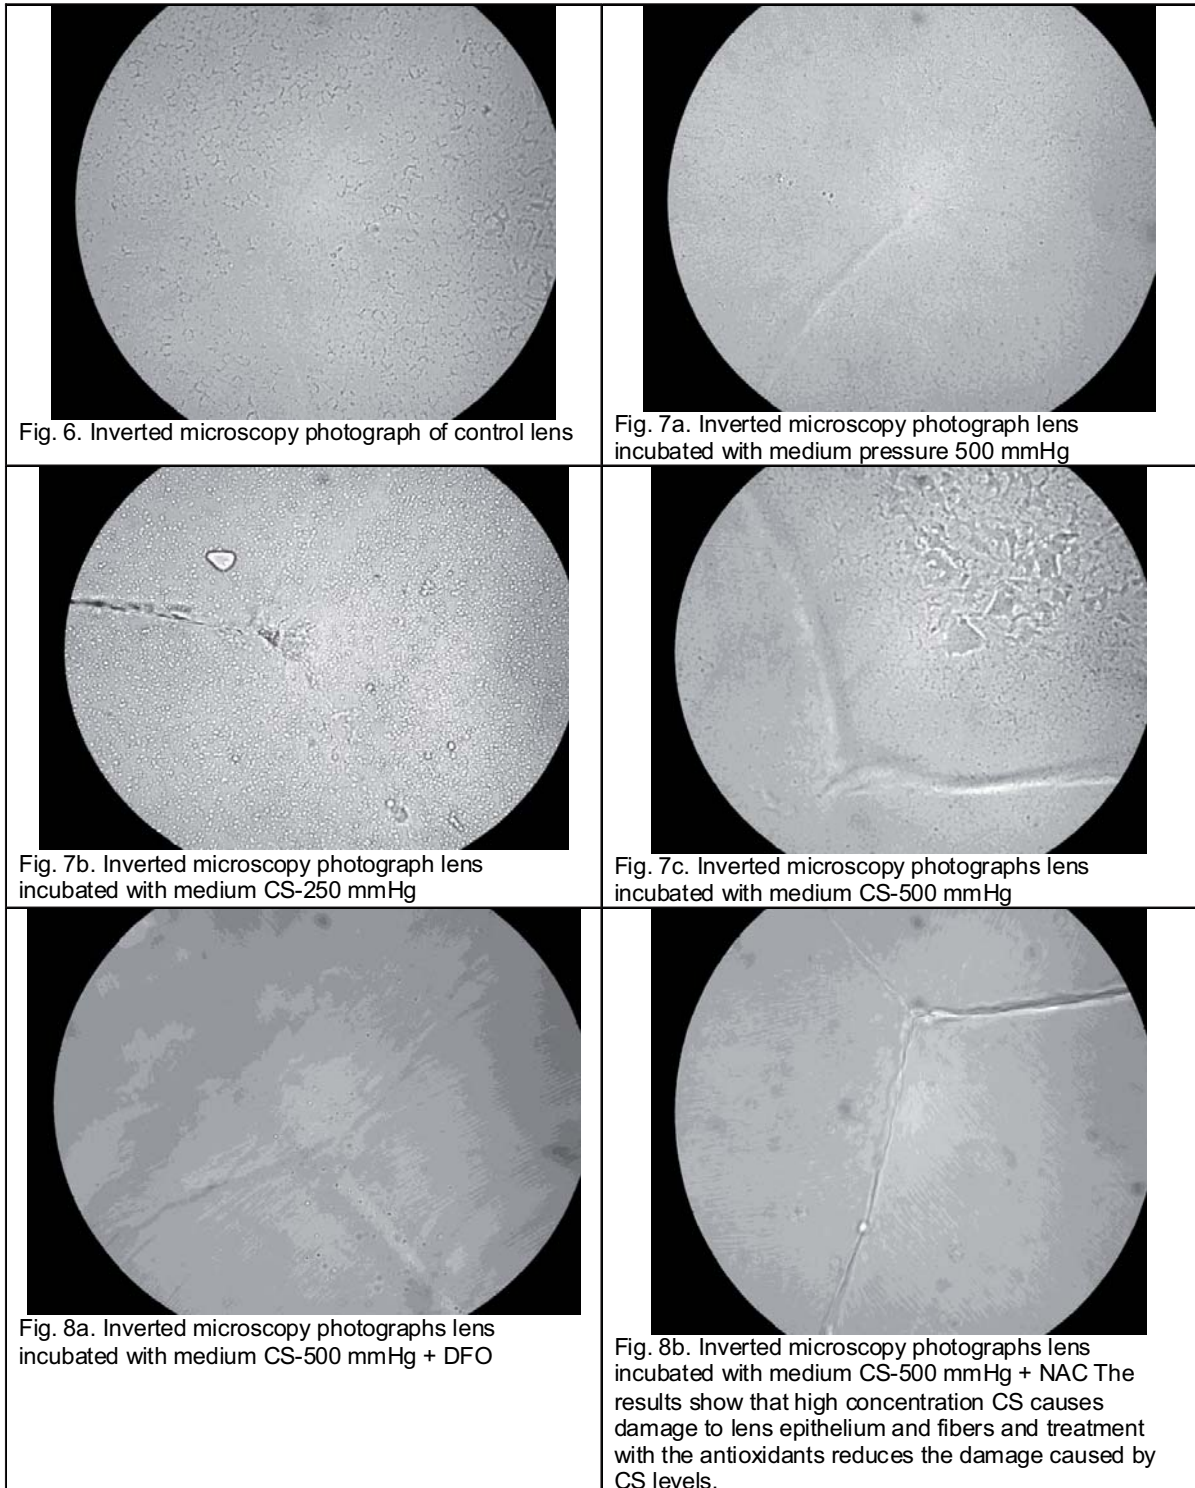 Fig. 6. Inverted microscopy photograph of control lens
Fig. 7a. Inverted microscopy photograph lens
incubated with medium pressure 500 mmHg
Fig. 7b. Inverted microscopy photograph lens
incubated with medium CS-250 mmHg
Fig. 7c. Inverted microscopy photographs lens
incubated with medium CS-500 mmHg
Fig. 8a. Inverted microscopy photographs lens
incubated with medium CS-500 mmHg + DFO
Fig. 8b. Inverted microscopy photographs lens
incubated with medium CS-500 mmHg + NAC The
results show that high concentration CS causes
damage to lens epithelium and fibers and treatment
with the antioxidants reduces the damage caused by
CS levels.